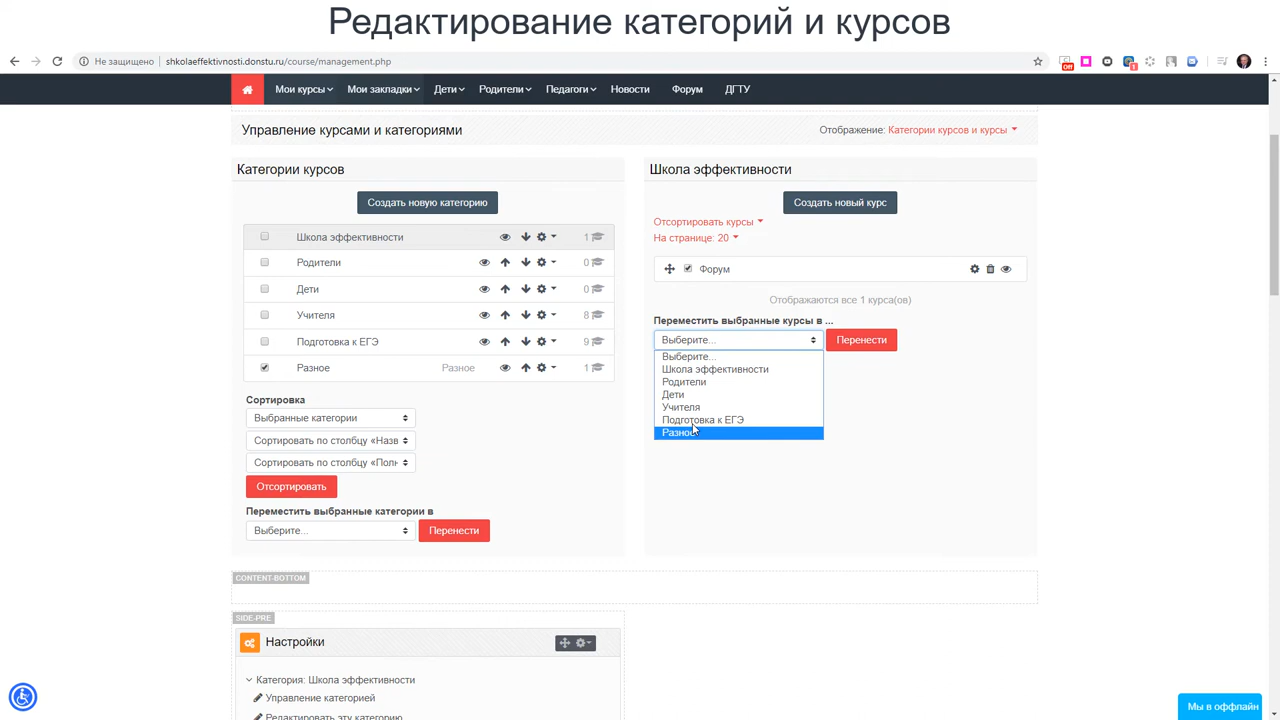 Редактирование категорий и курсов
Не защищено shkolaeffektivnosti.donstu.ru/course/management.php
Off 1
Мои курсы Мои закладки Дети Родители Педагоги Новости Форум ДГТУ
Управление курсами и категориями
Отображение: Категории курсов и курсы
Категории курсов
Создать новую категорию
Школа эффективности 1
Родители 0
Дети 0
Учителя 8
Подготовка к ЕГЭ 9
Разное Разное 1
Сортировка
Выбранные категории
Сортировать по столбцу «Назв
Сортировать по столбцу «Полн
Отсортировать
Переместить выбранные категории в
Выберите... Перенести
Школа эффективности
Создать новый курс
Отсортировать курсы
На странице: 20
Форум
Отображаются все 1 курса(ов)
Переместить выбранные курсы в ...
Выберите... Перенести
Выберите...
Школа эффективности
Родители
Дети
Учителя
Подготовка к ЕГЭ
Разное
CONTENT-BOTTOM
SIDE-PRE
Настройки
Категория: Школа эффективности
Управление категорией
Редактировать эту категорию
Мы в оффлайн